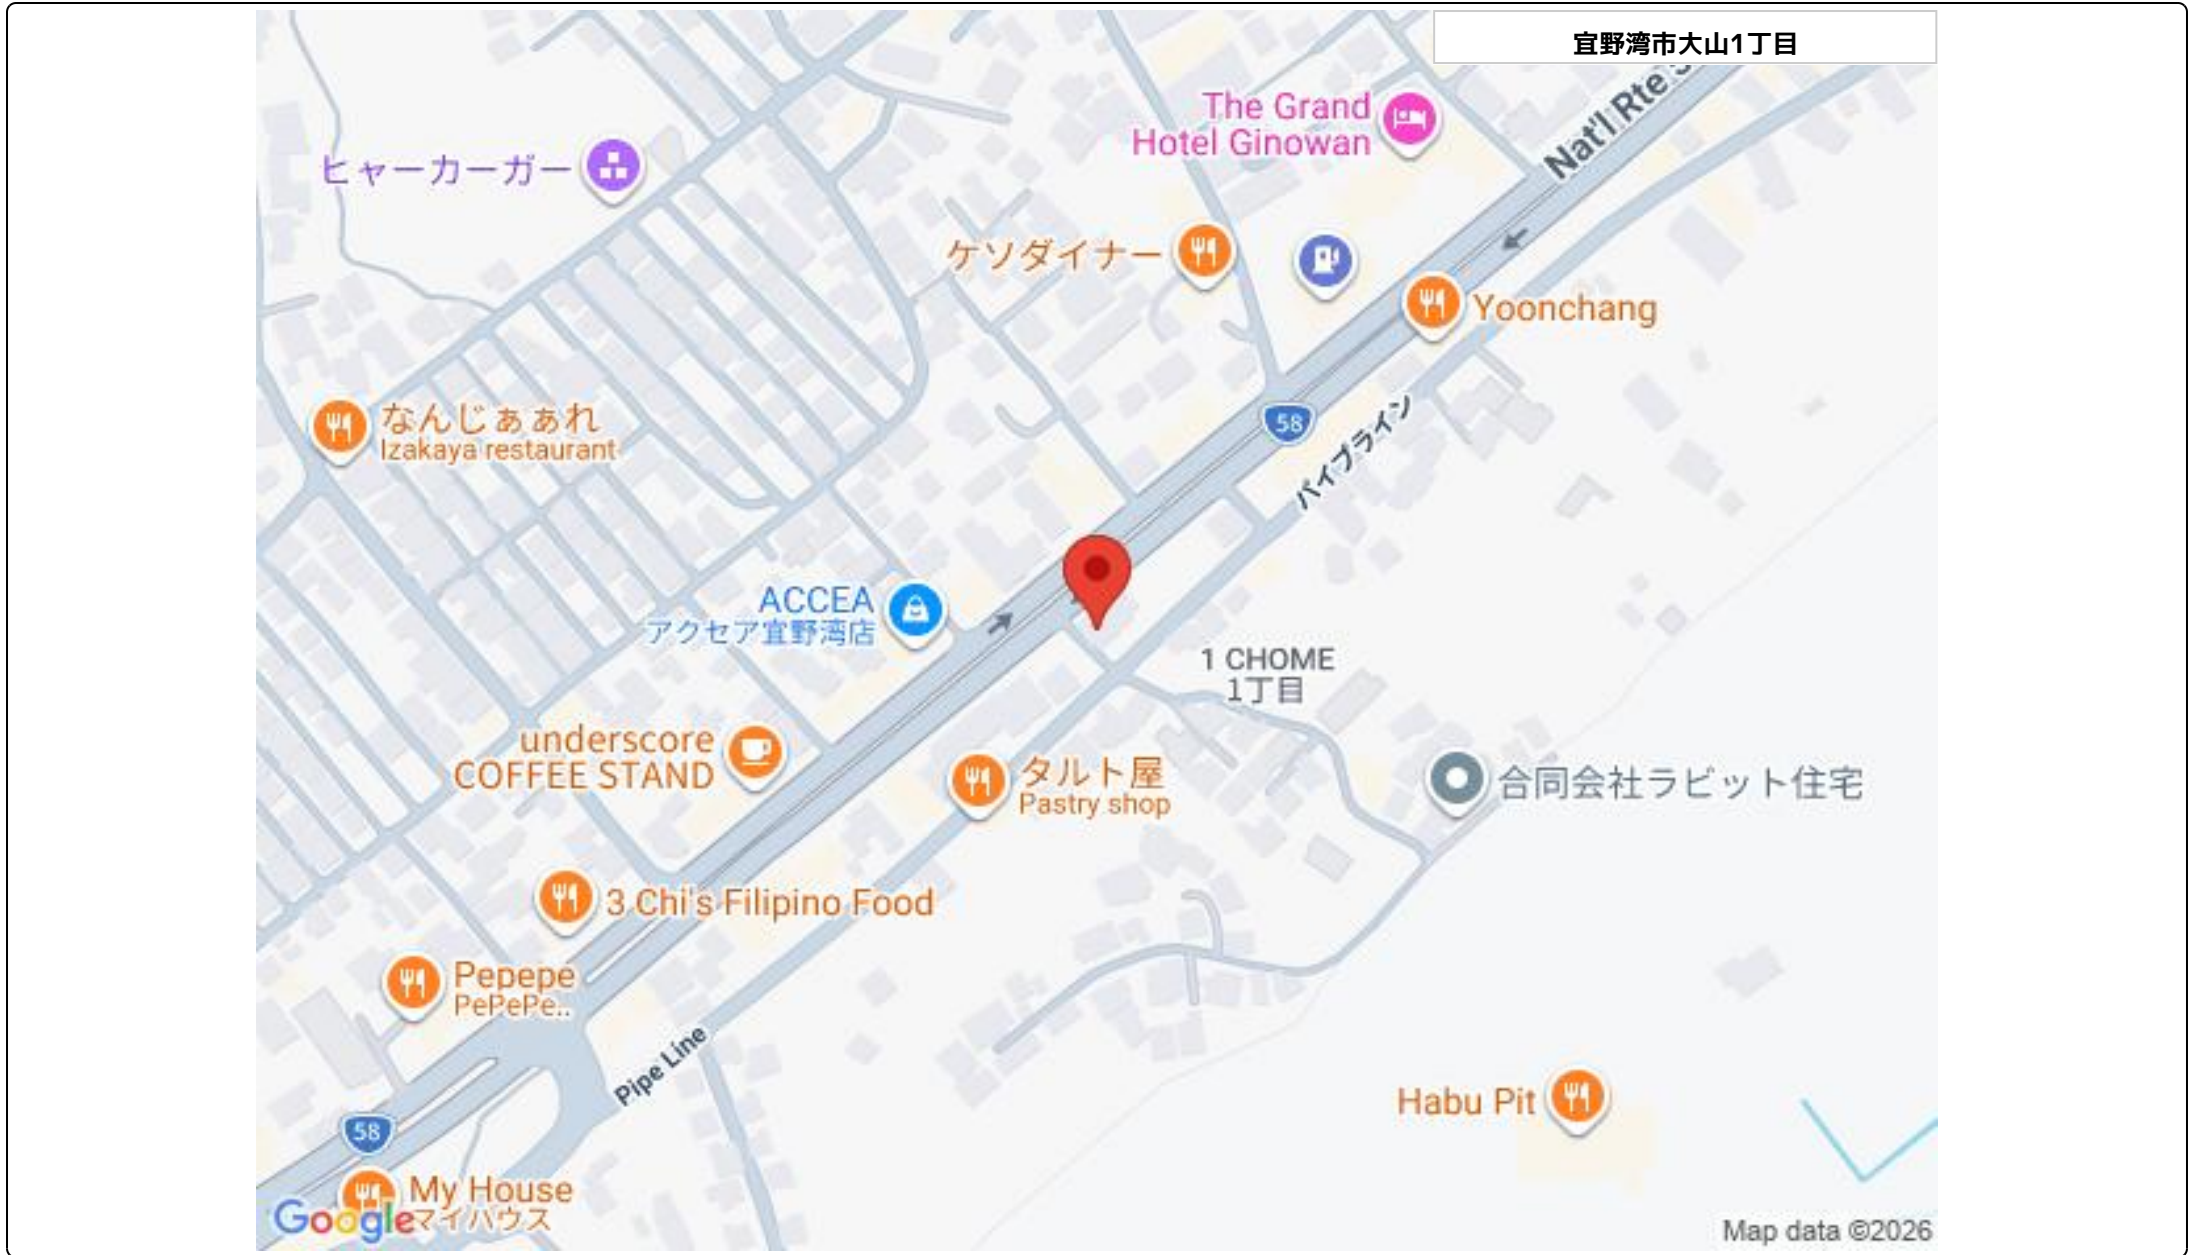 宜野湾市大山1丁目
Nat'l Rte
The Grand
Hotel Ginowan
ヒャーカーガー
ケソダイナー
Yoonchang
なんじぁぁれ
Izakaya restaurant
58
パイプライン
ACCEA
アクセア宜野湾店
1 CHOME
1丁目
underscore
COFFEE STAND
タルト屋
Pastry shop
合同会社ラビット住宅
3 Chi's Filipino Food
Pepepe
PePePe..
Pipe Line
Habu Pit
58
My House
マイハウス
Google
Map data ©2026